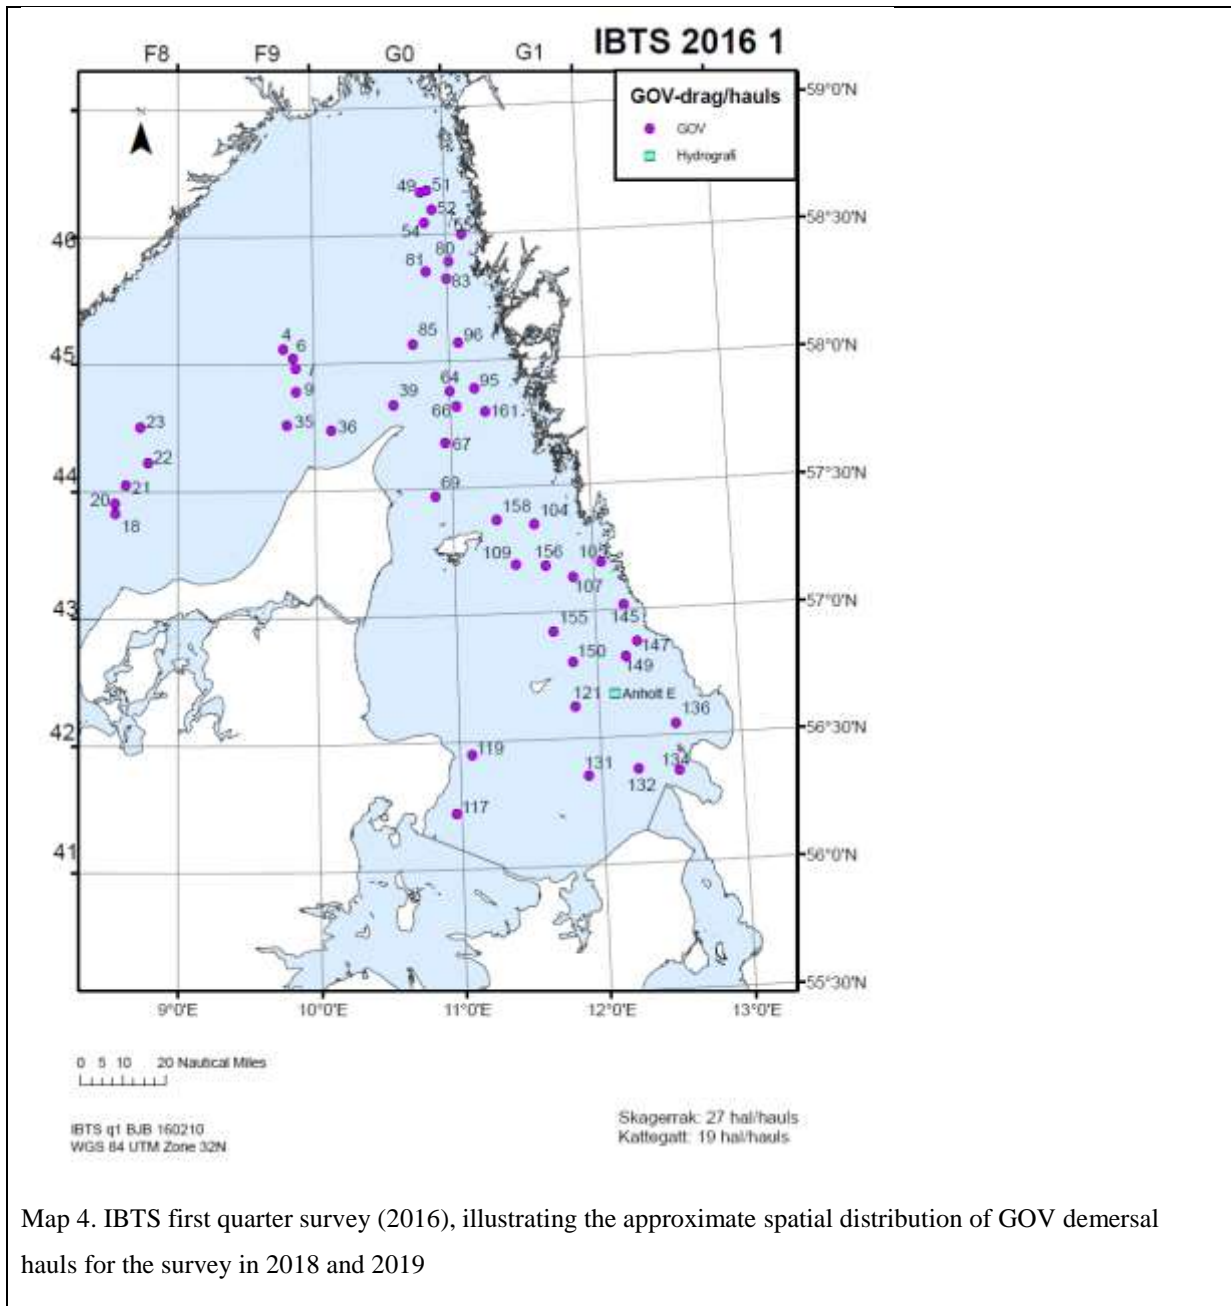 IBTS 2016 1
F8 F9 G0 G1
GOV-drag/hauls
GOV
Hydrografi
59°0'N
58°30'N
58°0'N
57°30'N
57°0'N
56°30'N
56°0'N
55°30'N
46
45
44
43
42
41
49 51
52
54 55
80
81
83
4 85 96
6
7
64 95
9 39
66 161
23 35 36
67
22
21 69
20 158 104
18
109 156 105
107
155 145
150 147
149
121 Anholt E
136
119
131 134
132
117
9°0'E 10°0'E 11°0'E 12°0'E 13°0'E
0 5 10 20 Nautical Miles
IBTS q1 BJB 160210
WGS 84 UTM Zone 32N
Skagerrak: 27 hal/hauls
Kattegatt: 19 hal/hauls
Map 4. IBTS first quarter survey (2016), illustrating the approximate spatial distribution of GOV demersal
hauls for the survey in 2018 and 2019